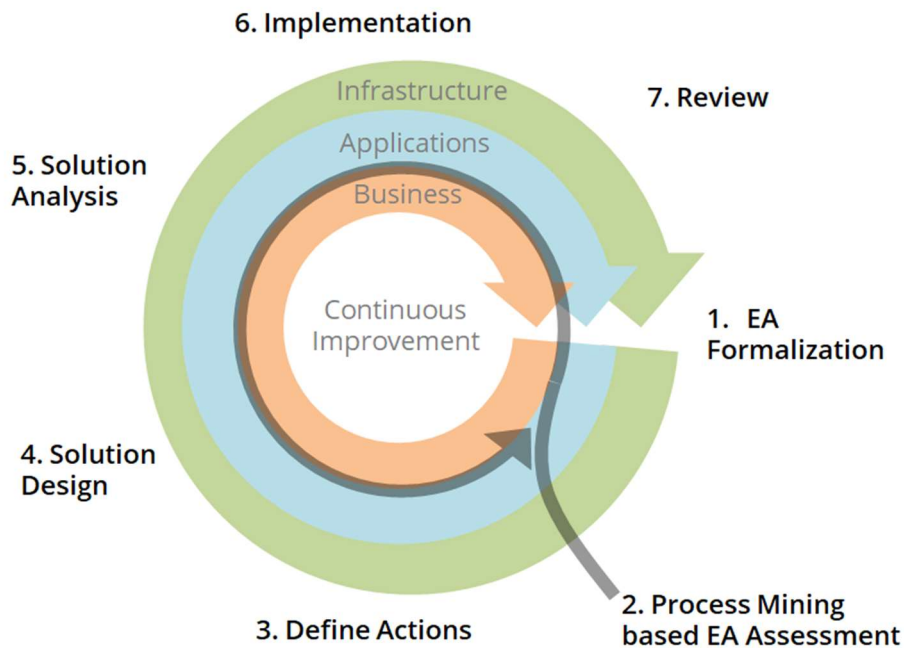 6. Implementation
Infrastructure
7. Review
Applications
5. Solution
Analysis
Business
Continuous
Improvement
1. EA
Formalization
4. Solution
Design
2. Process Mining
based EA Assessment
3. Define Actions